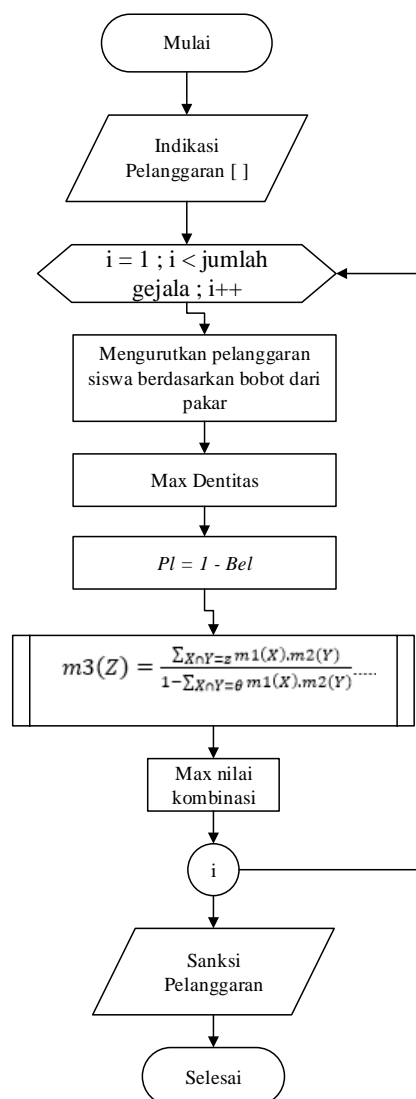 Mulai
Indikasi
Pelanggaran [ ]
i = 1 ; i < jumlah
gejala ; i++
Mengurutkan pelanggaran
siswa berdasarkan bobot dari
pakar
Max Dentitas
Pl = 1 - Bel
m3(Z) = \frac{∑_{X∩Y=z} m1(X).m2(Y)}{1−∑_{X∩Y=θ} m1(X).m2(Y)} .....
Max nilai
kombinasi
i
Sanksi
Pelanggaran
Selesai